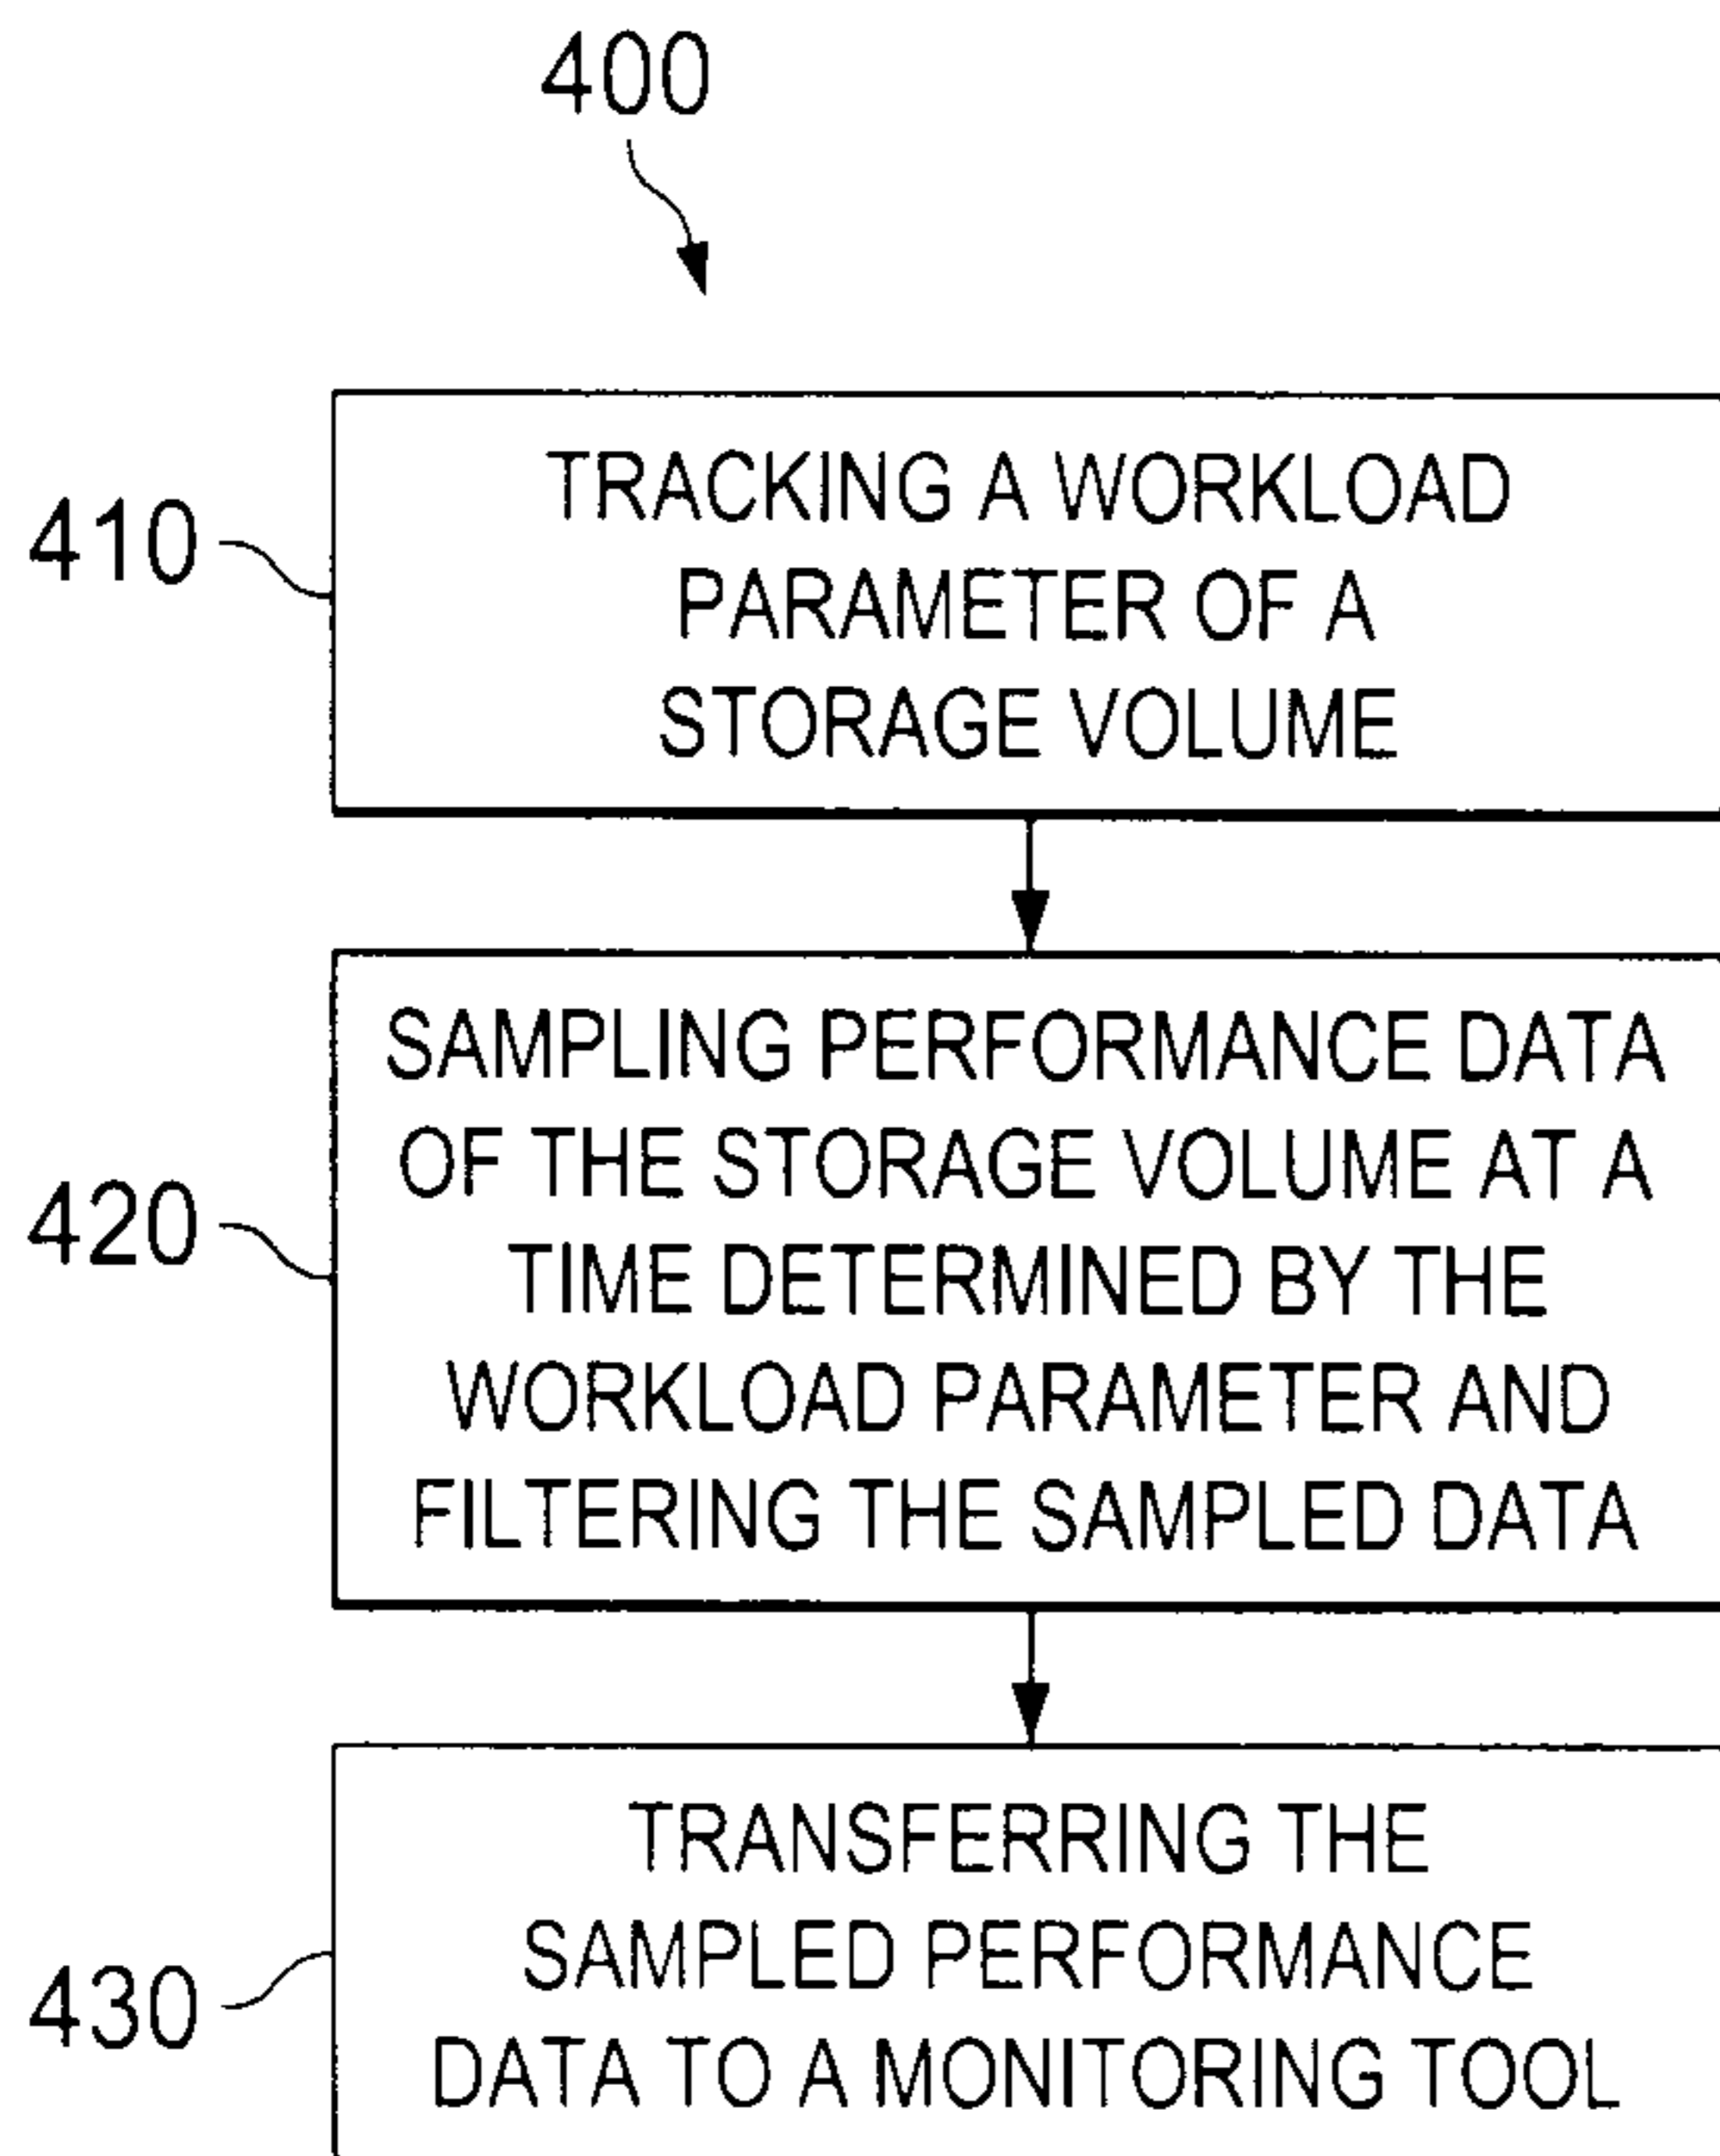 400
410
TRACKING A WORKLOAD
PARAMETER OF A
STORAGE VOLUME
420
SAMPLING PERFORMANCE DATA
OF THE STORAGE VOLUME AT A
TIME DETERMINED BY THE
WORKLOAD PARAMETER AND
FILTERING THE SAMPLED DATA
430
TRANSFERRING THE
SAMPLED PERFORMANCE
DATA TO A MONITORING TOOL